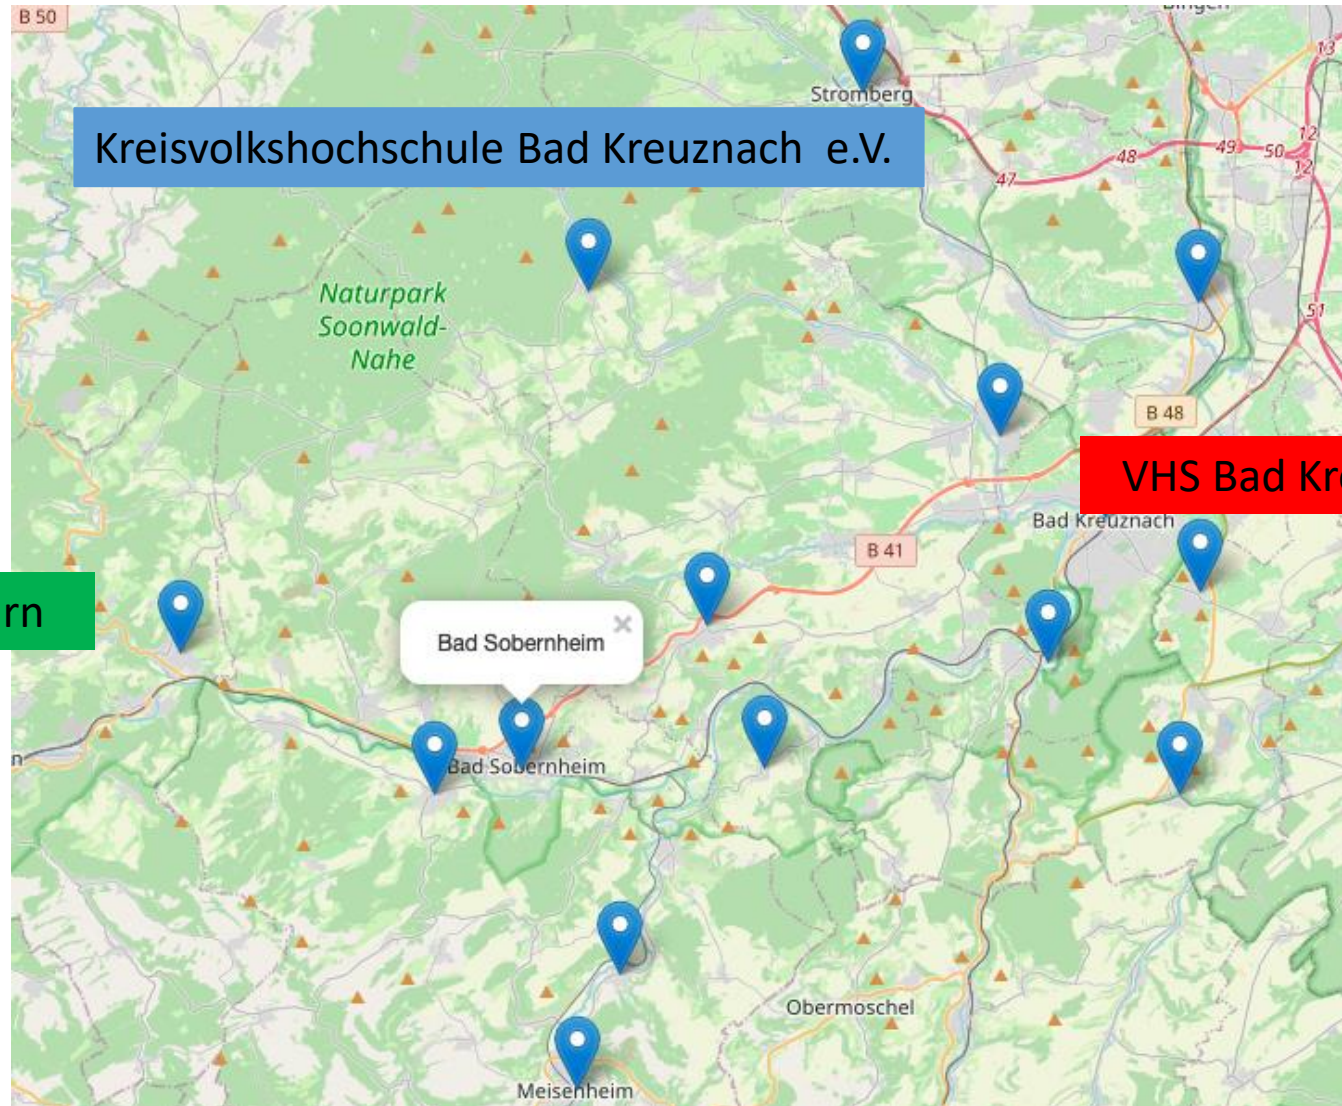 B 50
Stromberg
Kreisvolkshochschule Bad Kreuznach e.V.
13
12
48
49
50
12
47
Naturpark
Soonwald-
Nahe
51
B 48
VHS Bad Kr
Bad Kreuznach
B 41
rn
Bad Sobernheim
×
n
Bad Sobernheim
Obermoschel
Meisenheim